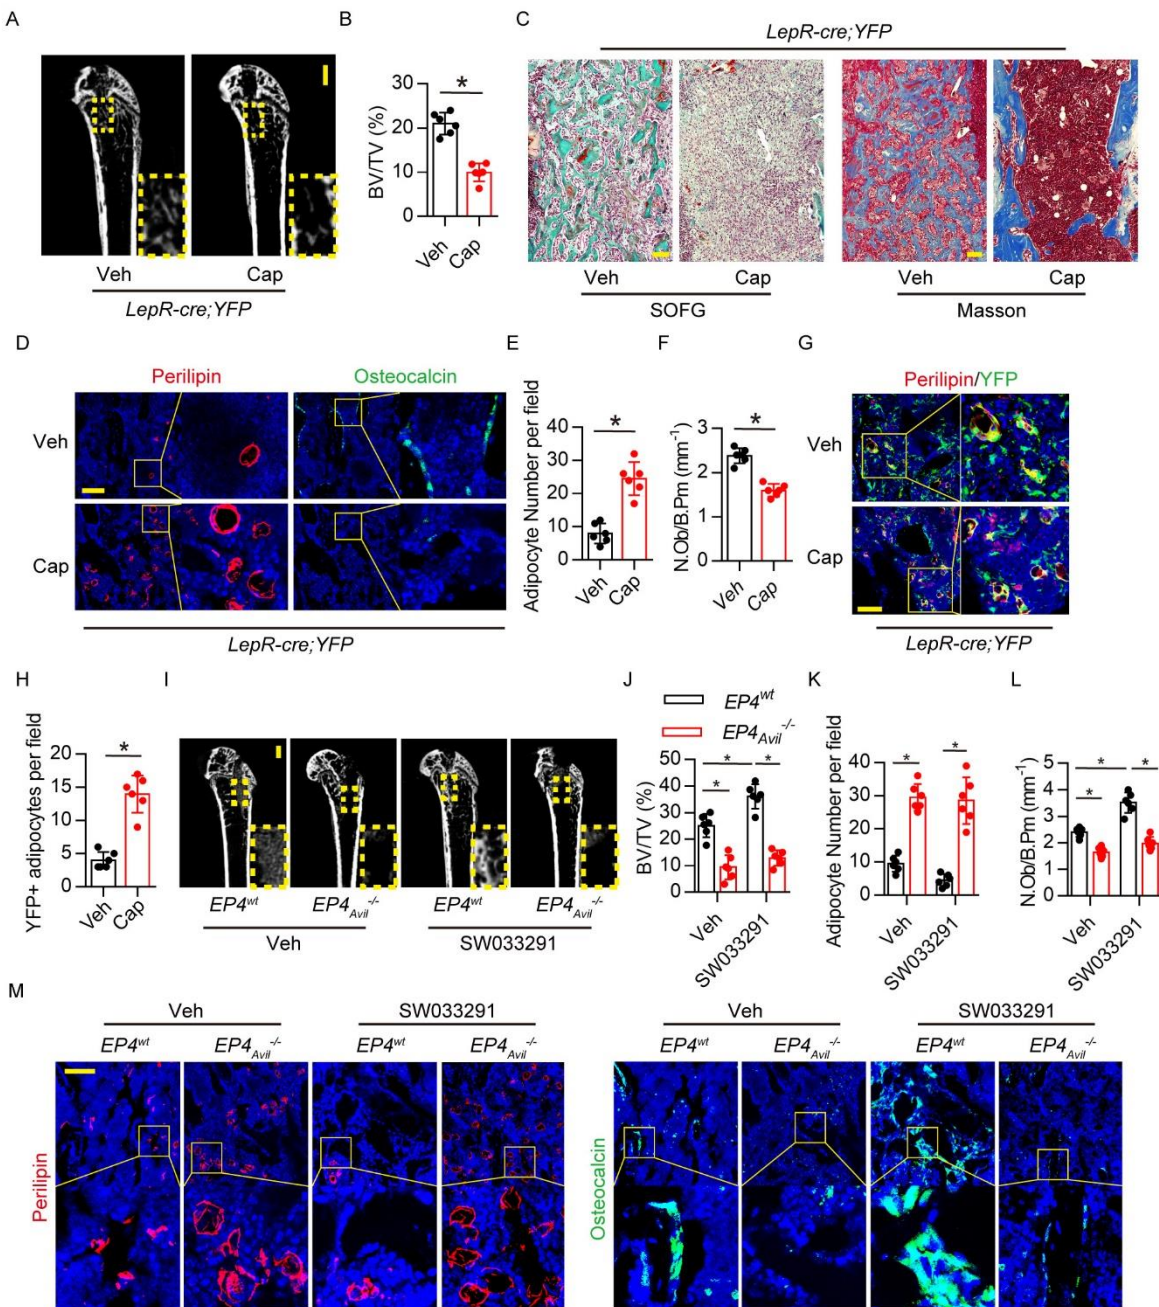 A
B
C
LepR-cre;YFP
BV/TV (%)
30
20
10
0
*
Veh
Cap
Veh
Cap
LepR-cre;YFP
Veh
Cap
SOFG
Veh
Cap
Masson
D
E
F
G
Perilipin
Osteocalcin
Veh
Cap
LepR-cre;YFP
Adipocyte Number per field
40
30
20
10
0
*
Veh
Cap
N.Ob/B.Pm (mm-1)
3
2
1
0
*
Veh
Cap
Perilipin/YFP
Veh
Cap
LepR-cre;YFP
H
I
J
K
L
YFP+ adipocytes per field
20
15
10
5
0
*
Veh
Cap
EP4wt
EP4Avil-/-
EP4wt
EP4Avil-/-
Veh
SW033291
EP4wt
EP4Avil-/-
BV/TV (%)
50
40
30
20
10
0
*
*
*
Veh
SW033291
Adipocyte Number per field
40
30
20
10
0
*
*
Veh
SW033291
N.Ob/B.Pm (mm-1)
5
4
3
2
1
0
*
*
*
Veh
SW033291
M
Veh
SW033291
Veh
SW033291
EP4wt
EP4Avil-/-
EP4wt
EP4Avil-/-
EP4wt
EP4Avil-/-
EP4wt
EP4Avil-/-
Perilipin
Osteocalcin